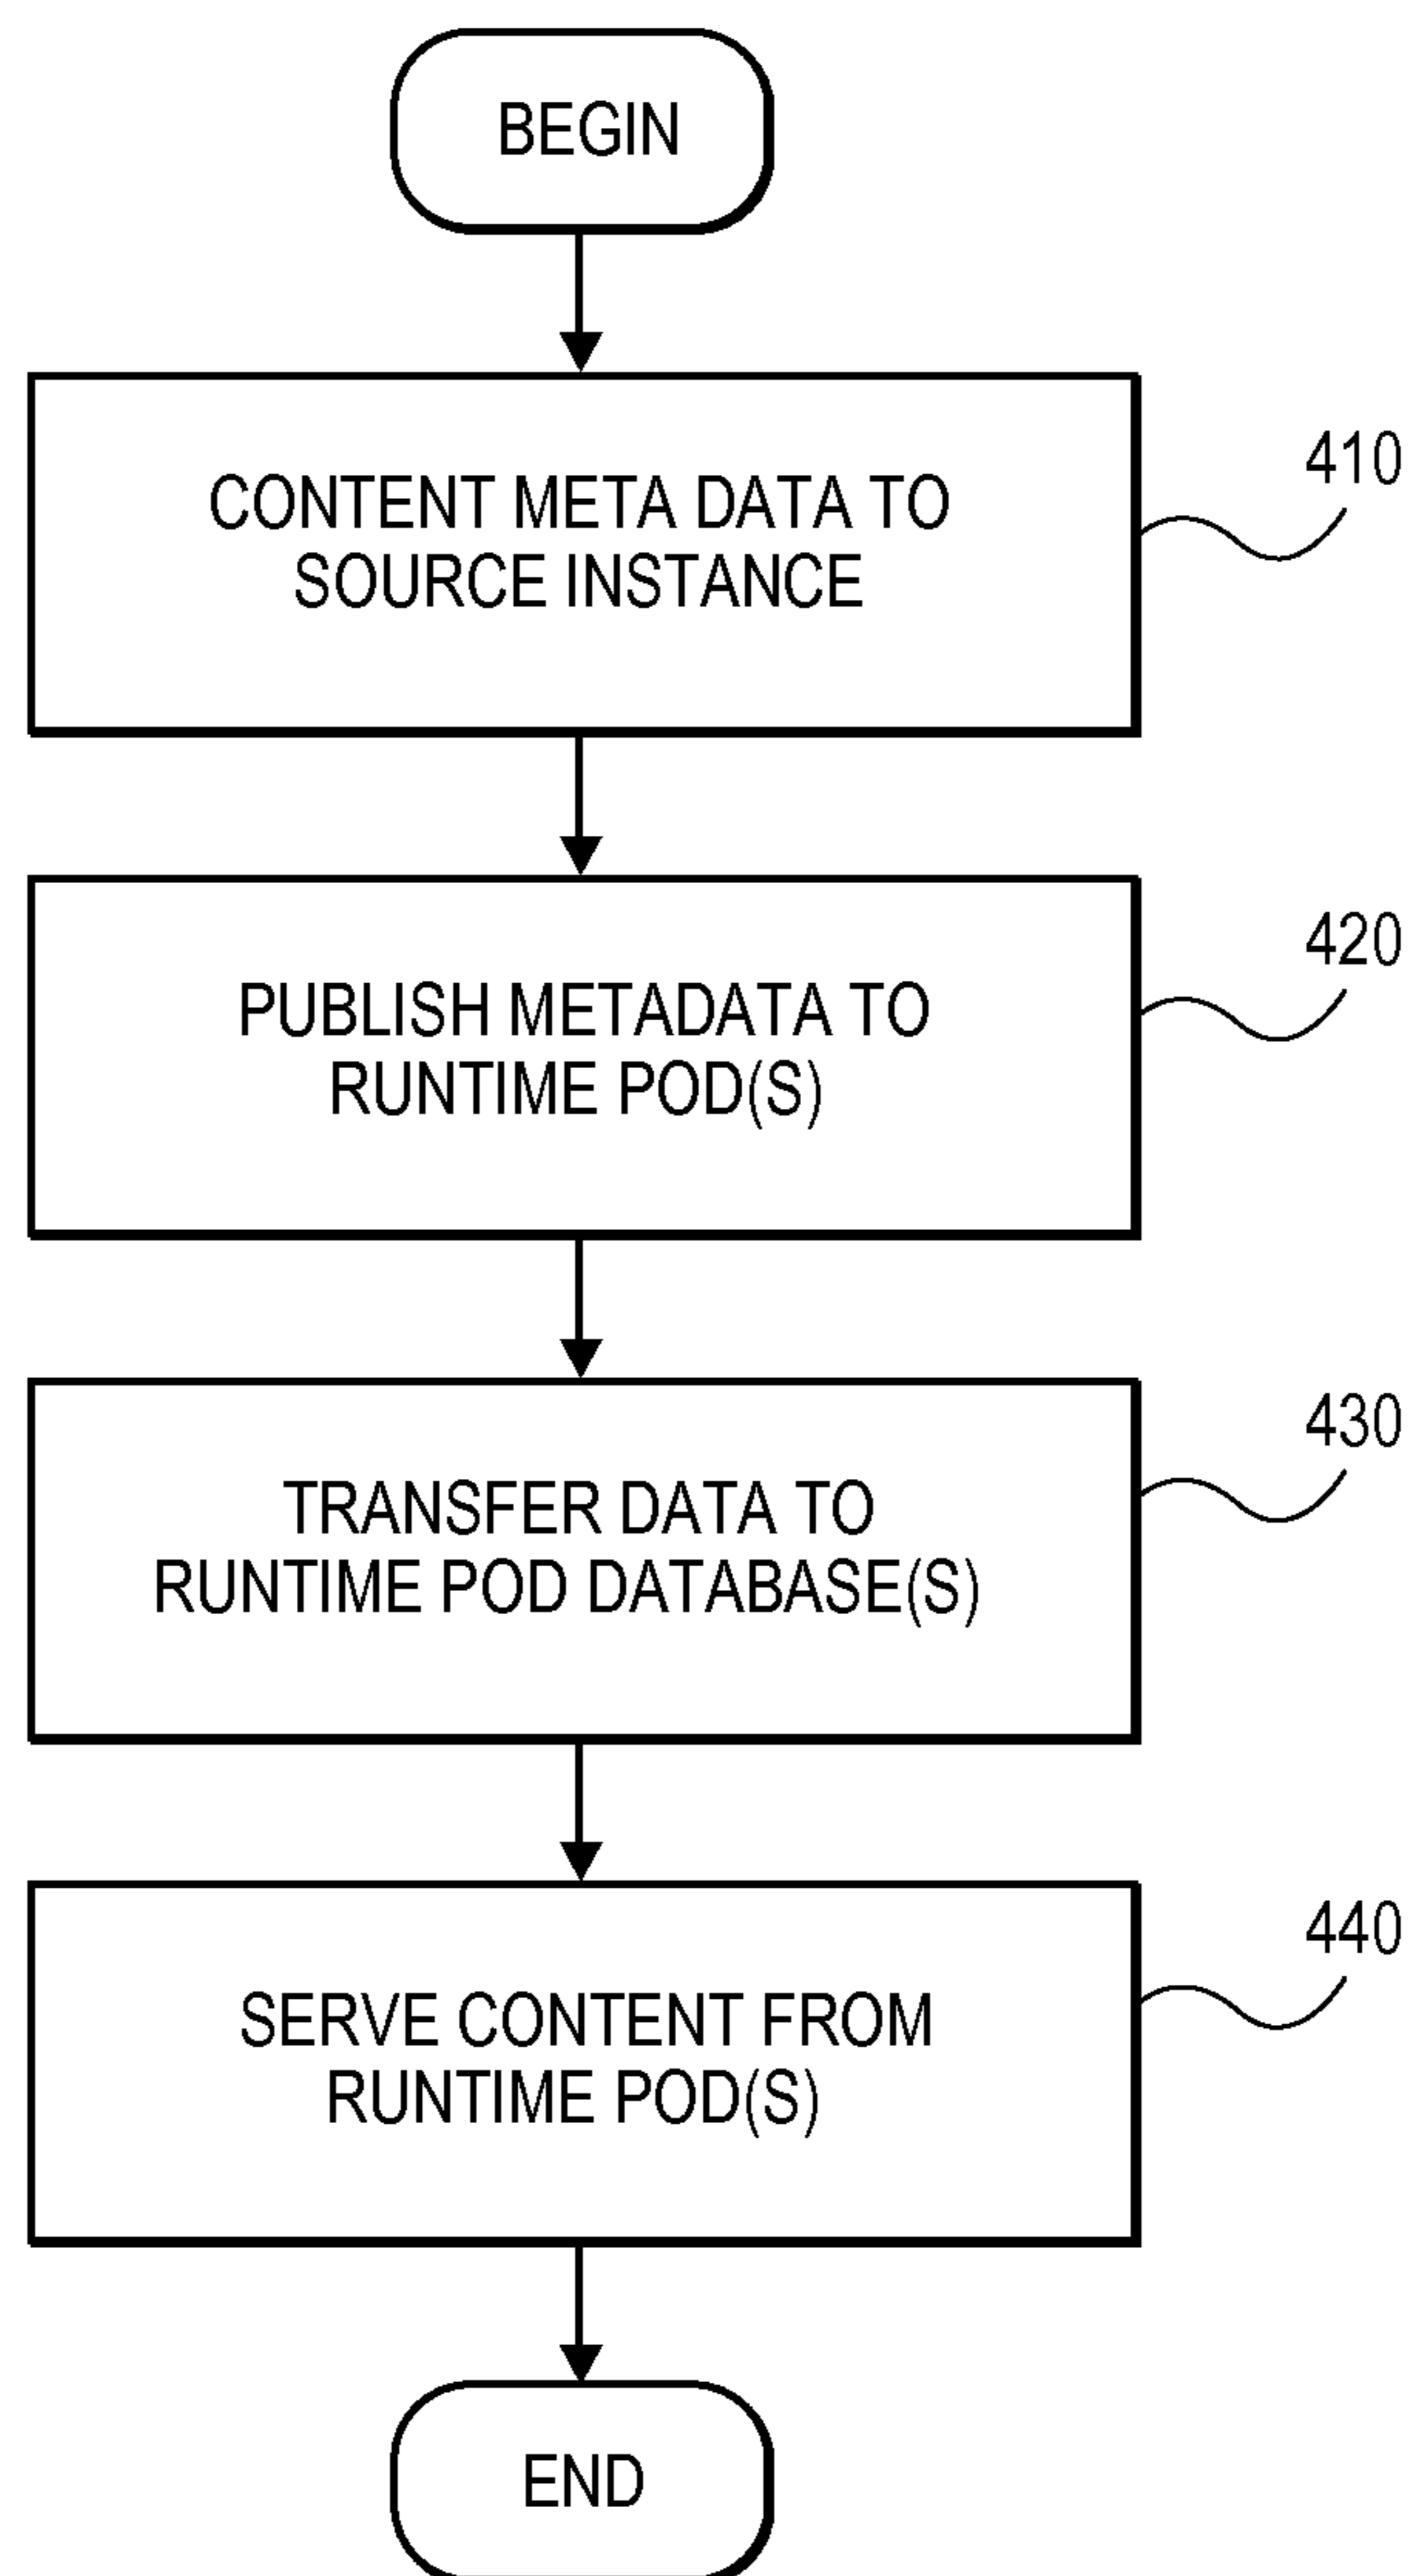 BEGIN
CONTENT META DATA TO
SOURCE INSTANCE
410
PUBLISH METADATA TO
RUNTIME POD(S)
420
TRANSFER DATA TO
RUNTIME POD DATABASE(S)
430
SERVE CONTENT FROM
RUNTIME POD(S)
440
END